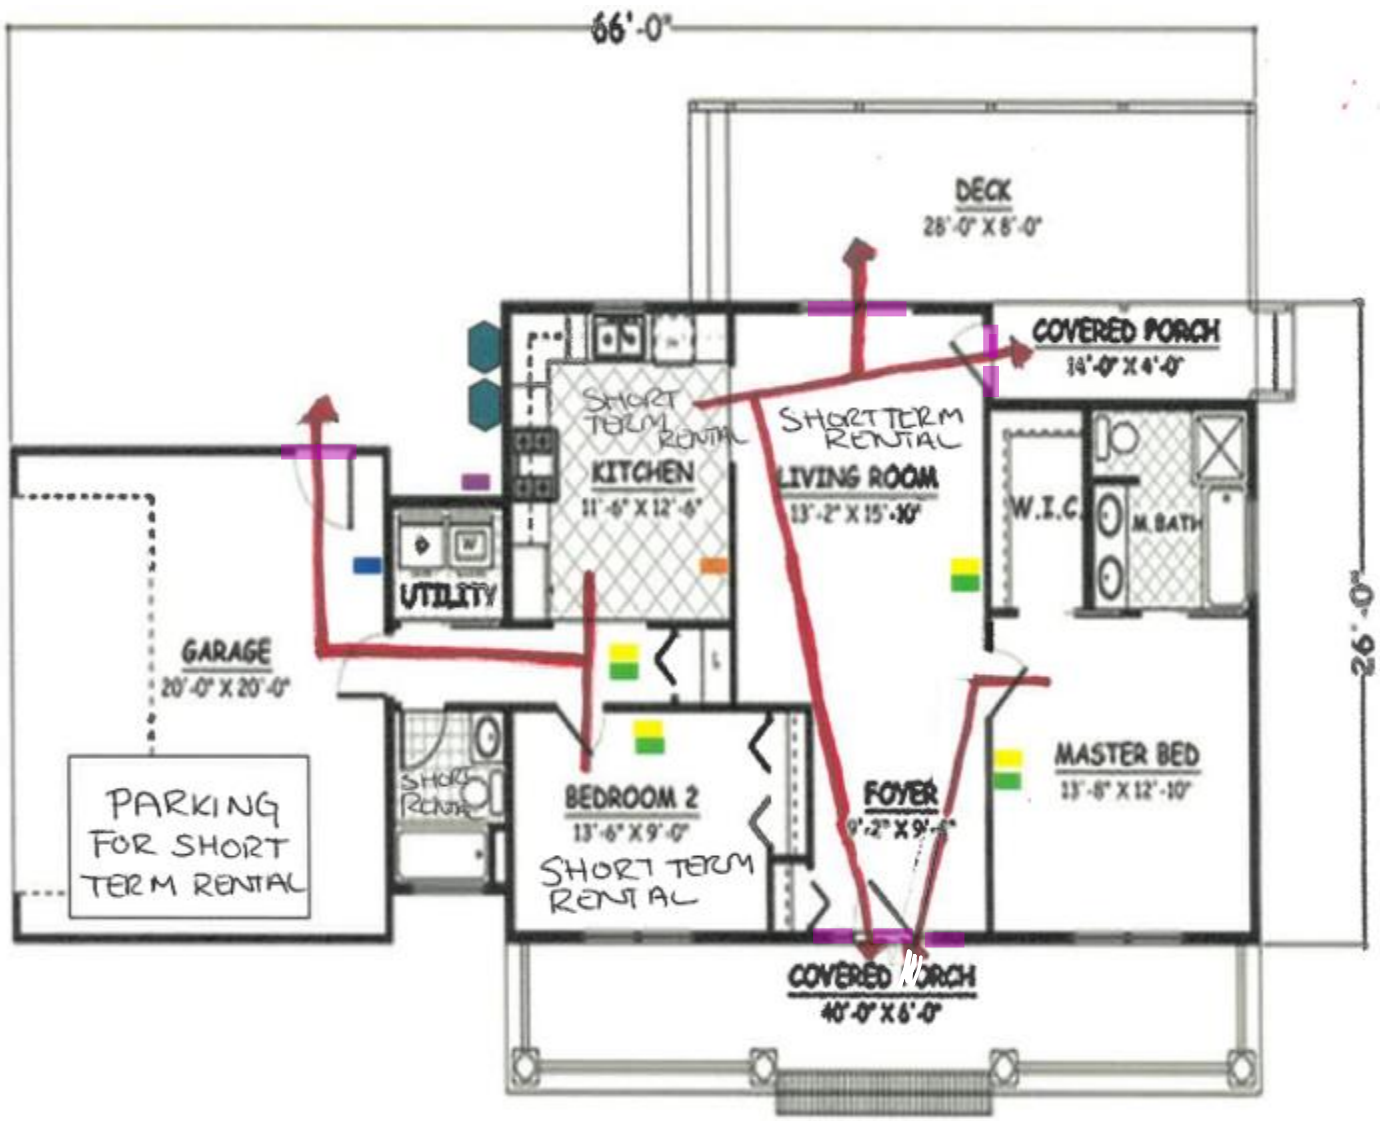 66'-0"
DECK
28'-0" X 8'-0"
COVERED PORCH
14'-0" X 4'-0"
SHORT
TERM
RENTAL
KITCHEN
11'-6" X 12'-6"
SHORT TERM
RENTAL
LIVING ROOM
13'-2" X 15'-10"
W.I.C.
M. BATH
D
W
UTILITY
26'-0"
GARAGE
20'-0" X 20'-0"
PARKING
FOR SHORT
TERM RENTAL
SHORT
RENTAL
BEDROOM 2
13'-6" X 9'-0"
SHORT TERM
RENTAL
FOYER
MASTER BED
13'-8" X 12'-10"
COVERED PORCH
40'-0" X 6'-0"